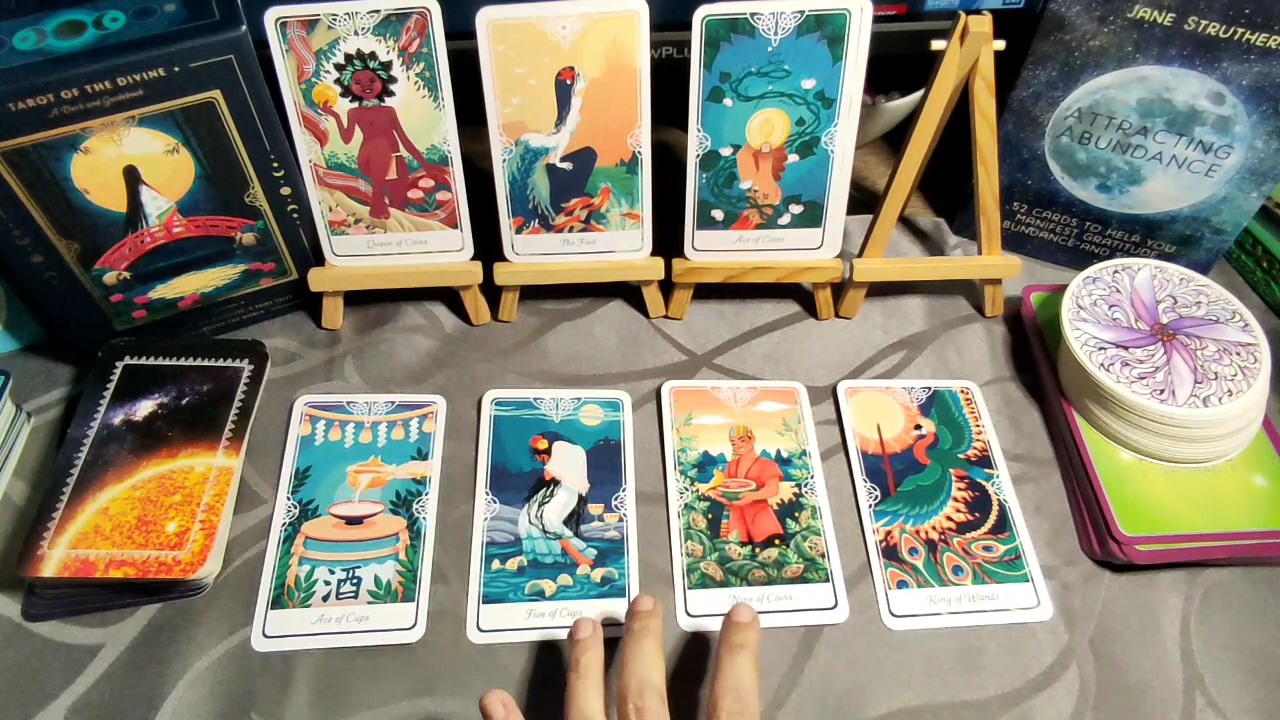 TAROT OF THE DIVINE
A Deck and Guidebook
Queen of Coins
The Fool
Ace of Coins
JANE STRUTHER
ATTRACTING
ABUNDANCE
52 CARDS TO HELP YOU
MANIFEST GRATITUDE
Ace of Cups
酒
Five of Cups
Nine of Coins
King of Wands